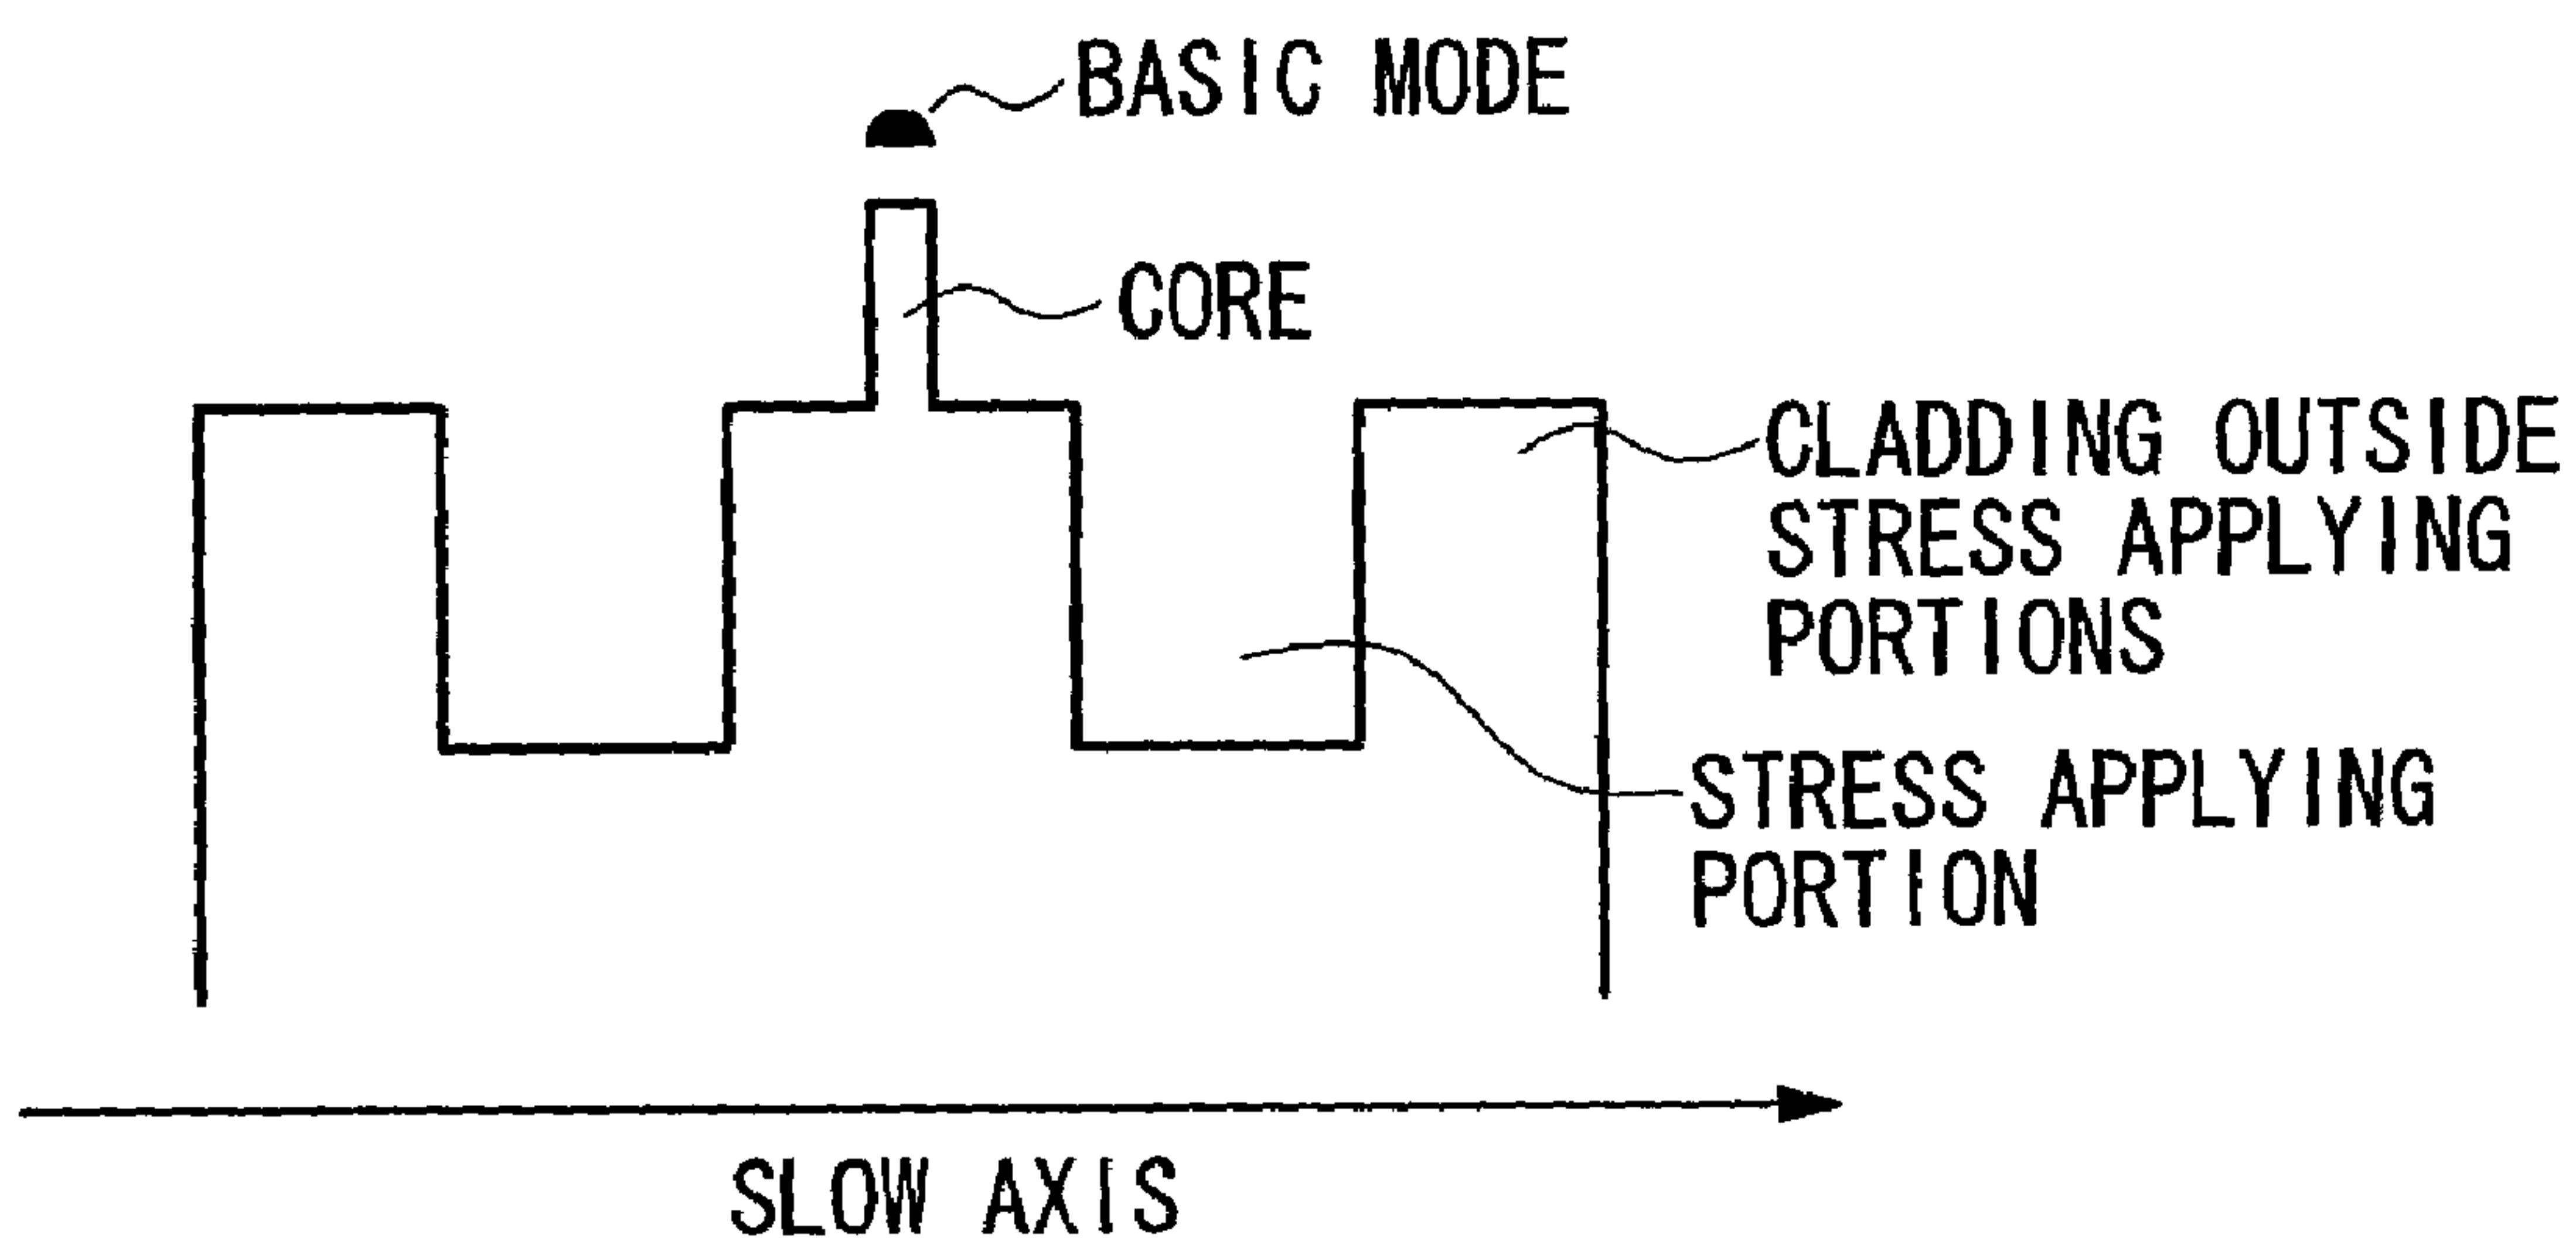 BASIC MODE
CORE
CLADDING OUTSIDE
STRESS APPLYING
PORTIONS
STRESS APPLYING
PORTION
SLOW AXIS